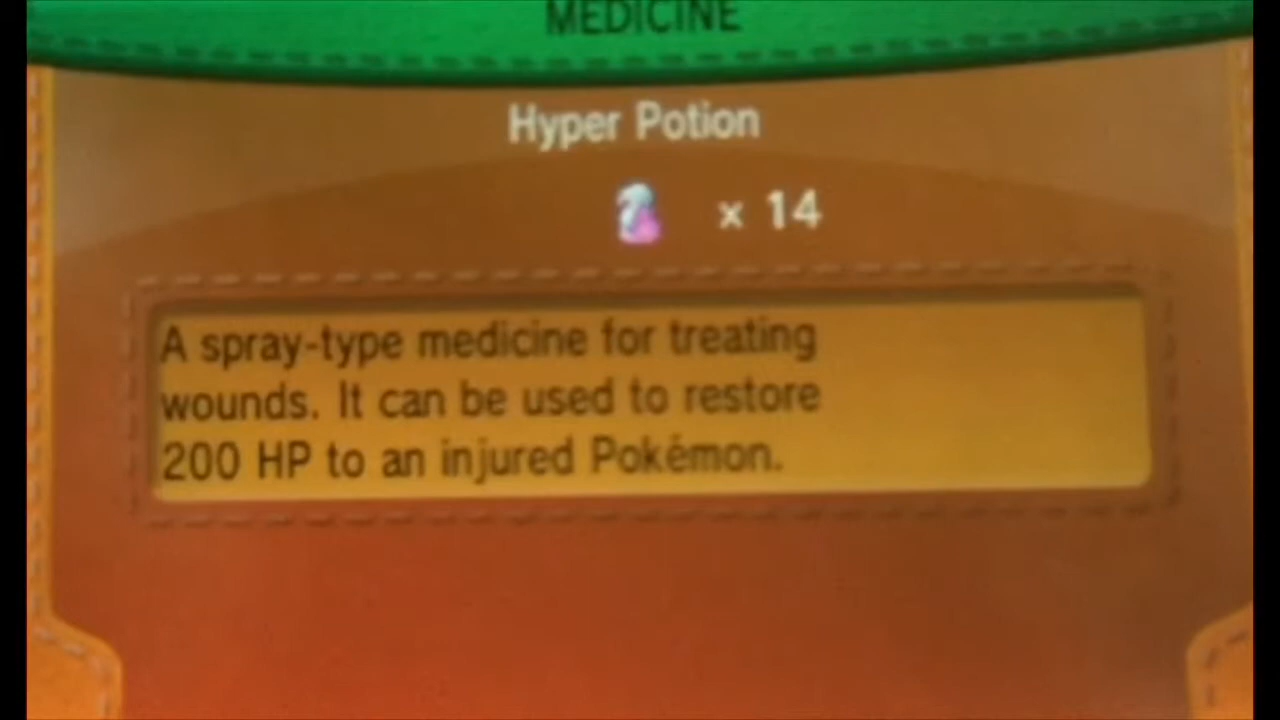 MEDICINE
Hyper Potion
x 14
A spray-type medicine for treating
wounds. It can be used to restore
200 HP to an injured Pokémon.